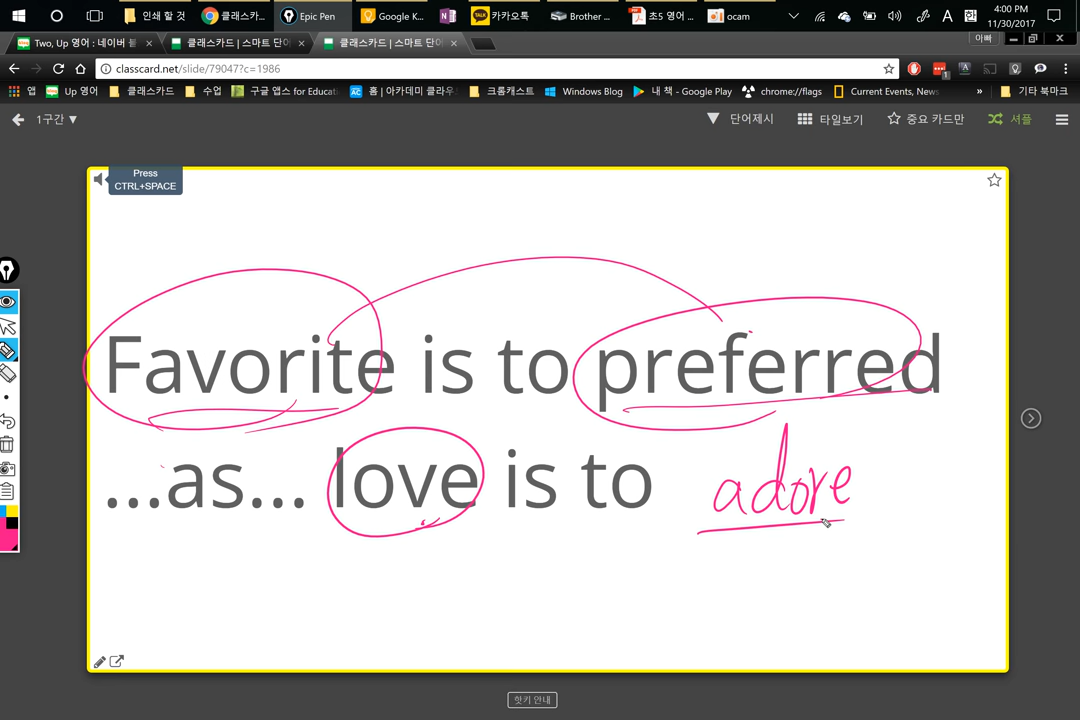 인쇄 할 것
클래스카...
Epic Pen
Google K...
카카오톡
Brother ...
초5 영어 ...
ocam
A
한
4:00 PM
11/30/2017
Two, Up 영어 : 네이버 블
클래스카드 | 스마트 단어
클래스카드 | 스마트 단어
아빠
classcard.net/slide/79047?c=1986
앱
Up 영어
클래스카드
수업
구글 앱스 for Educati
홈 | 아카데미 클라우
크롬캐스트
Windows Blog
내 책 - Google Play
chrome://flags
Current Events, News
»
기타 북마크
1구간 ▼
단어제시
타일보기
중요 카드만
셔플
Press
CTRL+SPACE
Favorite is to preferred
...as... love is to adore
핫키 안내